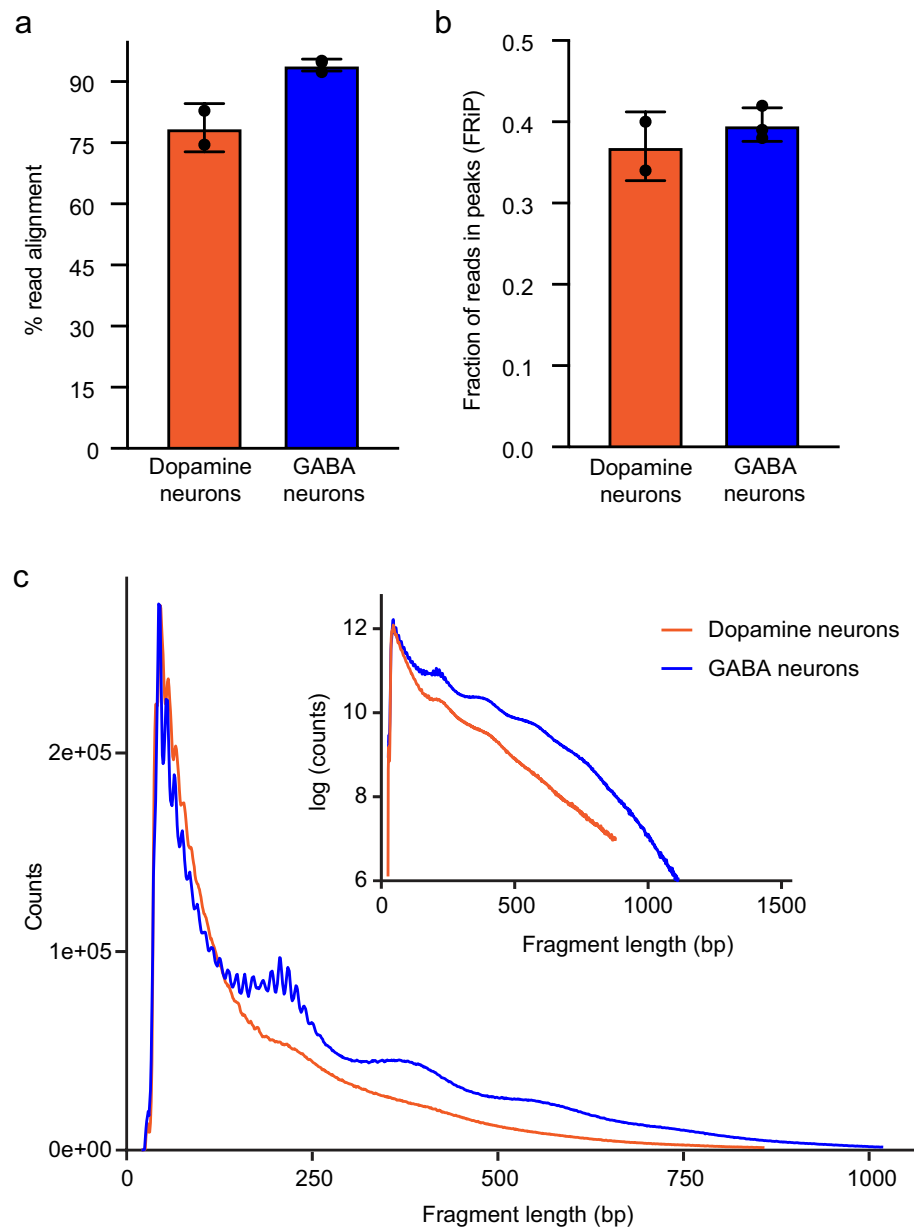 a
% read alignment
90
75
60
45
30
15
0
Dopamine
neurons
GABA
neurons
b
Fraction of reads in peaks (FRiP)
0.5
0.4
0.3
0.2
0.1
0.0
Dopamine
neurons
GABA
neurons
c
Counts
2e+05
1e+05
0e+00
0
250
500
750
1000
Fragment length (bp)
log (counts)
12
10
8
6
0
500
1000
1500
Fragment length (bp)
Dopamine neurons
GABA neurons